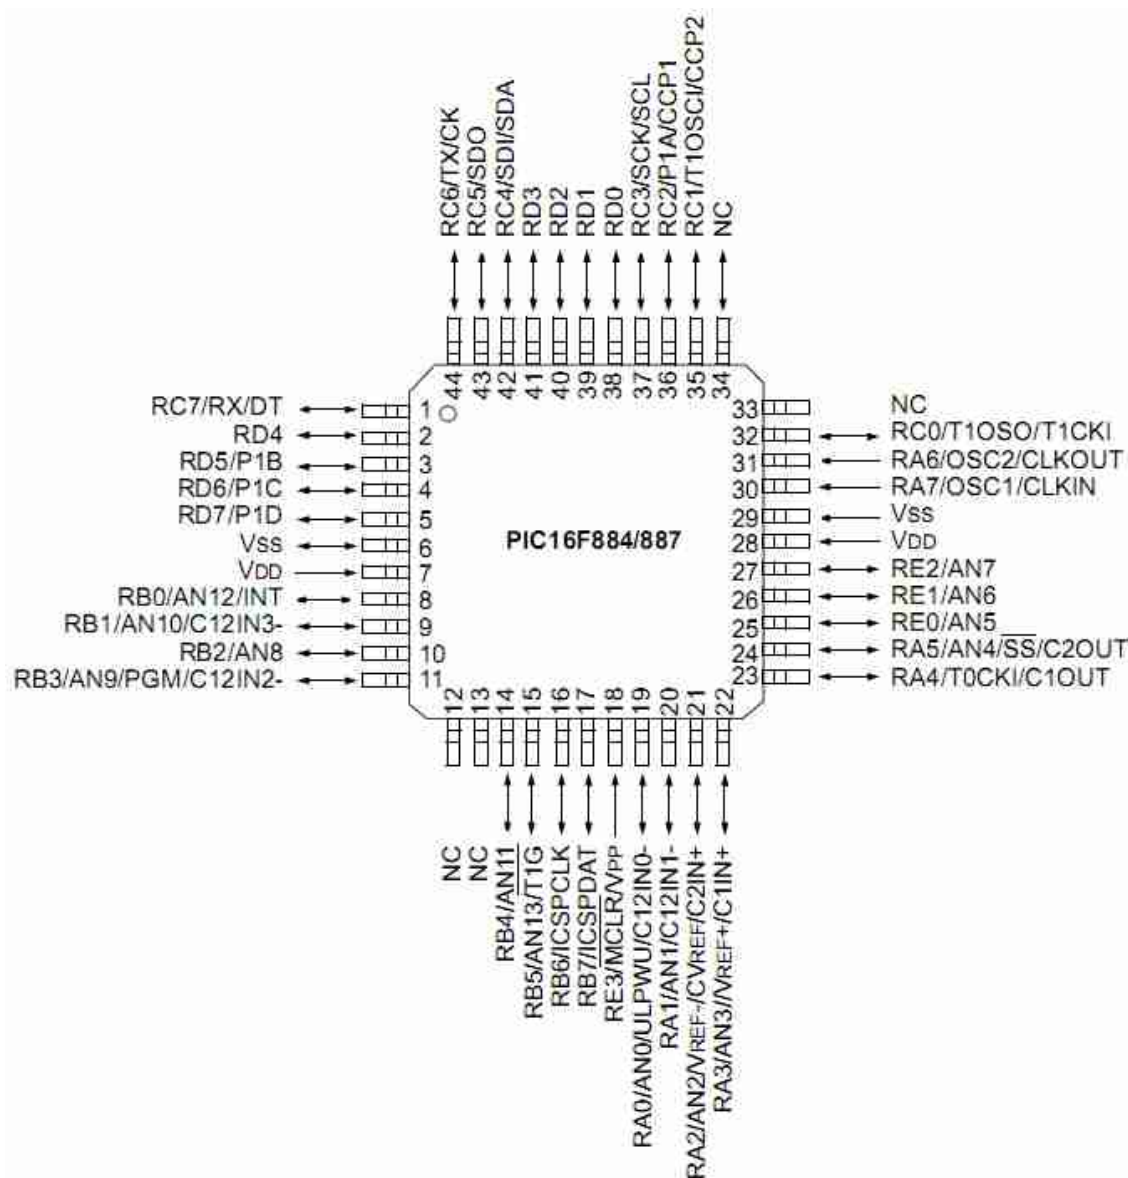 RC6/TX/CK
RC5/SDO
RC4/SDI/SDA
RD3
RD2
RD1
RD0
RC3/SCK/SCL
RC2/P1A/CCP1
RC1/T1OSCI/CCP2
NC
44
43
42
41
40
39
38
37
36
35
34
RC7/RX/DT 1
RD4 2
RD5/P1B 3
RD6/P1C 4
RD7/P1D 5
VSS 6
VDD 7
RB0/AN12/INT 8
RB1/AN10/C12IN3- 9
RB2/AN8 10
RB3/AN9/PGM/C12IN2- 11
PIC16F884/887
33 NC
32 RC0/T1OSO/T1CKI
31 RA6/OSC2/CLKOUT
30 RA7/OSC1/CLKIN
29 VSS
28 VDD
27 RE2/AN7
26 RE1/AN6
25 RE0/AN5
24 RA5/AN4/SS/C2OUT
23 RA4/T0CKI/C1OUT
12
13
14
15
16
17
18
19
20
21
22
NC
NC
RB4/AN11
RB5/AN13/T1G
RB6/ICSPCLK
RB7/ICSPDAT
RE3/MCLR/VPP
RA0/AN0/ULPWU/C12IN0-
RA1/AN1/C12IN1-
RA2/AN2/VREF-/CVREF/C2IN+
RA3/AN3//VREF+/C1IN+